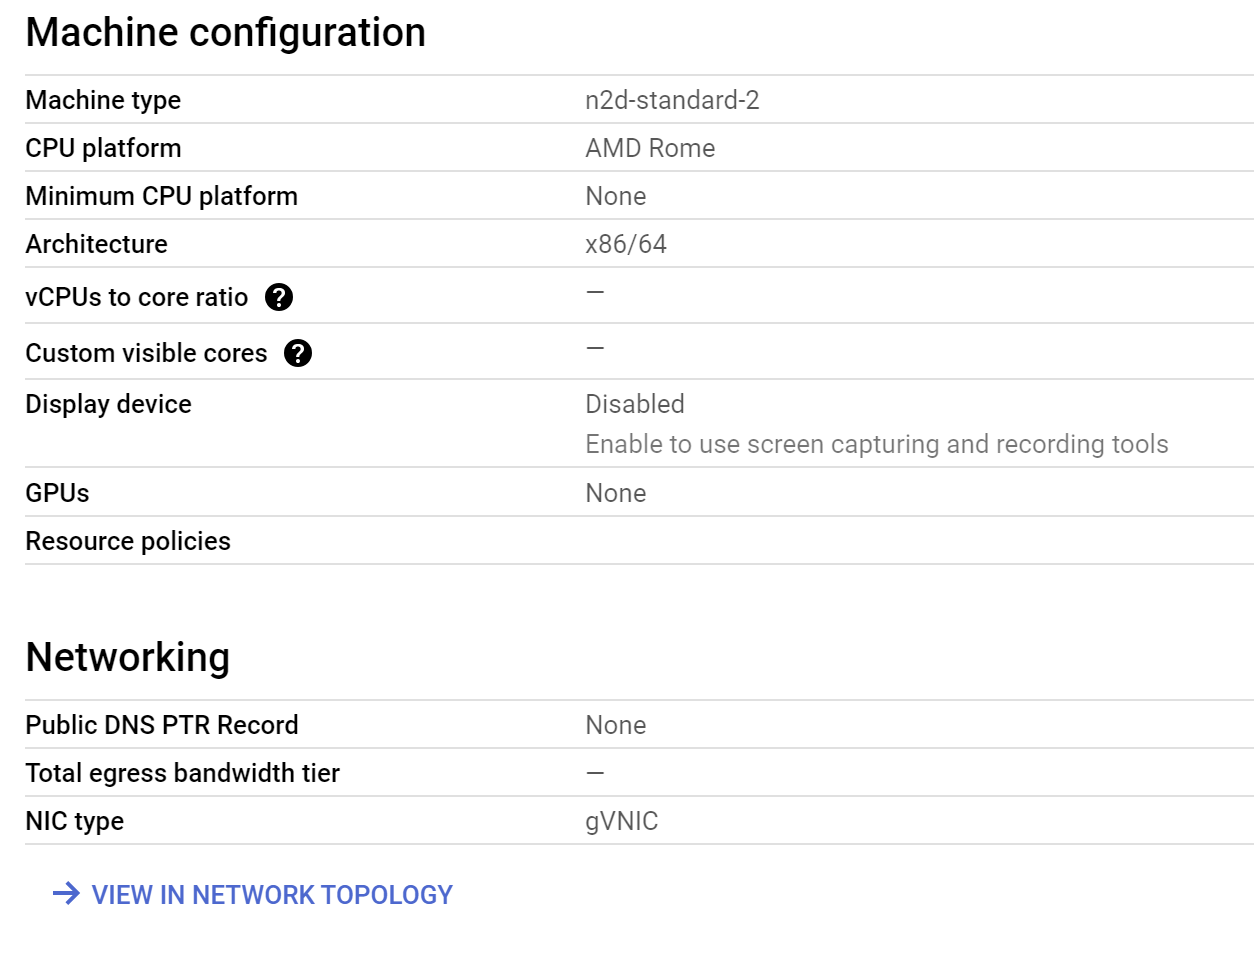 Machine configuration
Machine type n2d-standard-2
CPU platform AMD Rome
Minimum CPU platform None
Architecture x86/64
vCPUs to core ratio ? —
Custom visible cores ? —
Display device Disabled
Enable to use screen capturing and recording tools
GPUs None
Resource policies
Networking
Public DNS PTR Record None
Total egress bandwidth tier —
NIC type gVNIC
VIEW IN NETWORK TOPOLOGY